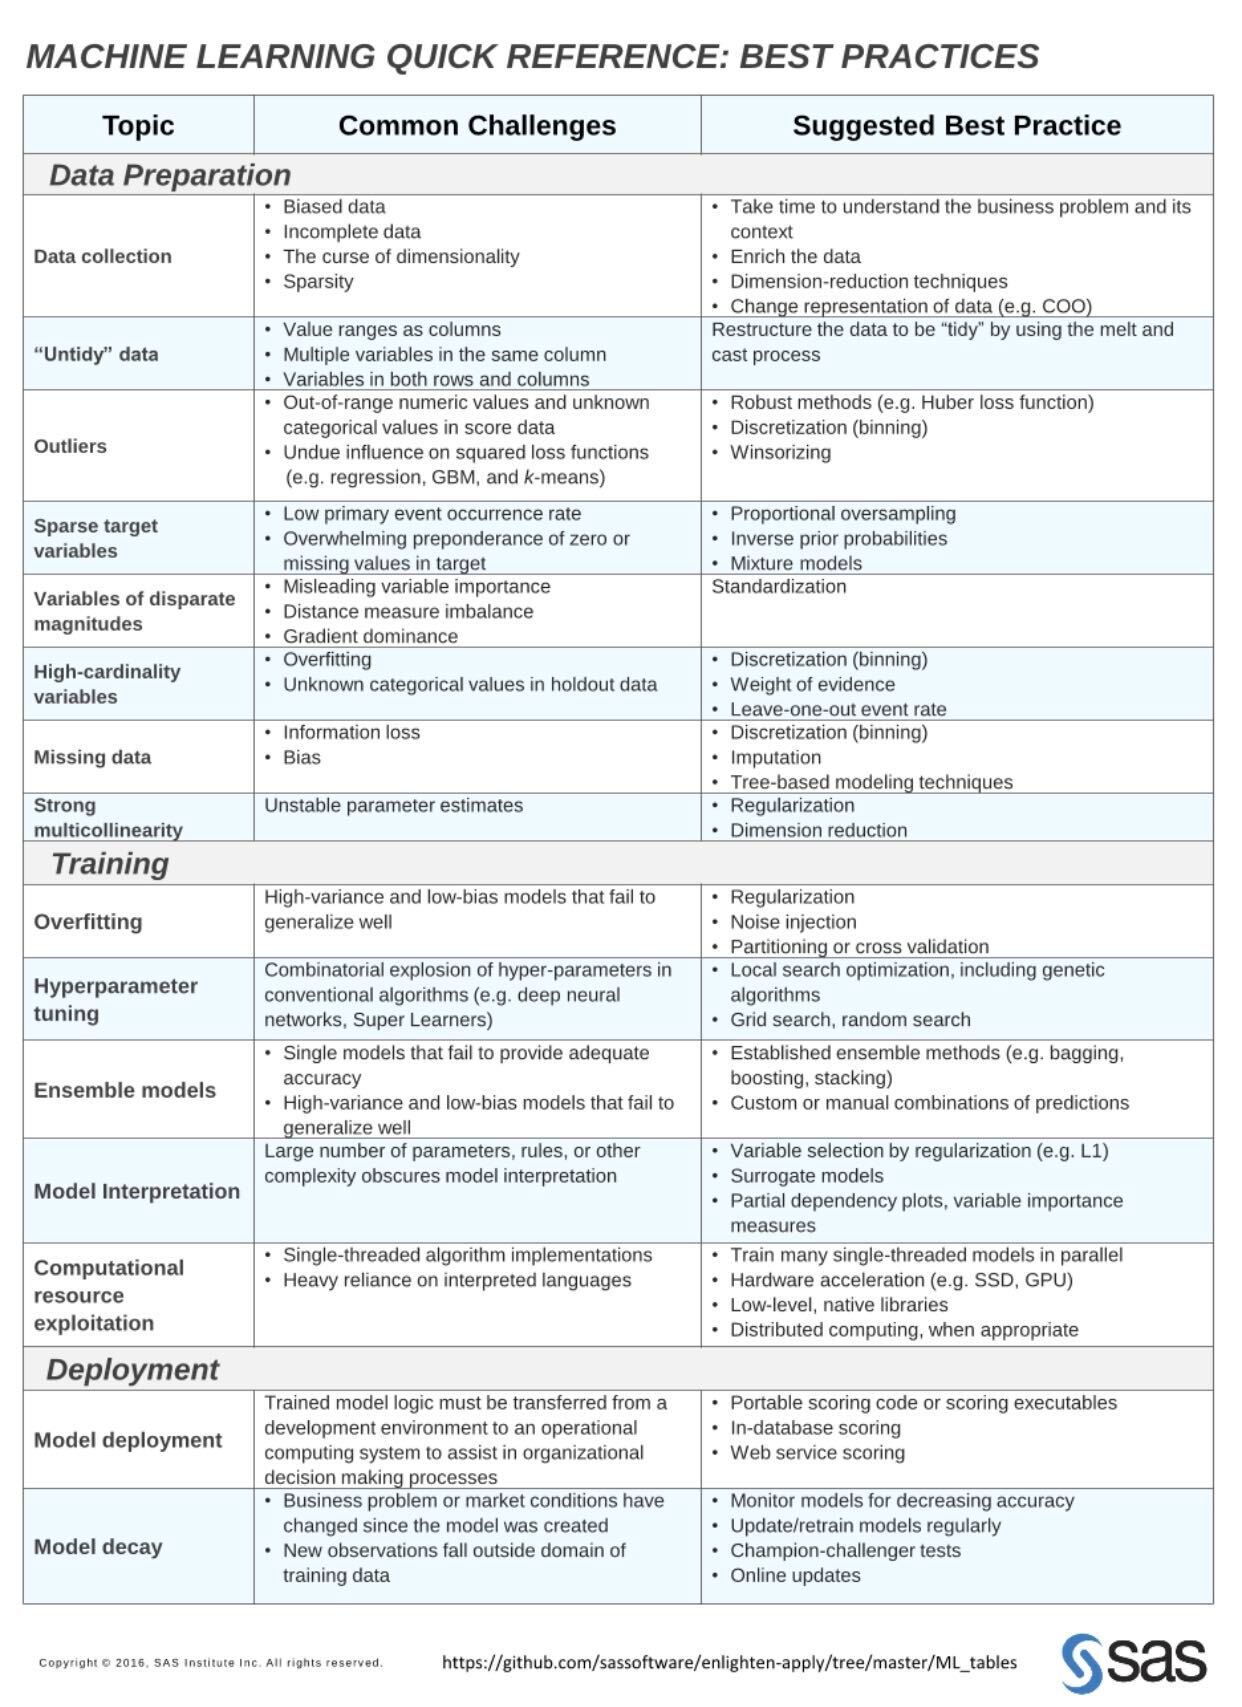 MACHINE LEARNING QUICK REFERENCE: BEST PRACTICES
Topic
Common Challenges
Suggested Best Practice
Data Preparation
Data collection
• Biased data
• Incomplete data
• The curse of dimensionality
• Sparsity
• Take time to understand the business problem and its
context
• Enrich the data
• Dimension-reduction techniques
• Change representation of data (e.g. COO)
“Untidy” data
• Value ranges as columns
• Multiple variables in the same column
• Variables in both rows and columns
Restructure the data to be “tidy” by using the melt and
cast process
Outliers
• Out-of-range numeric values and unknown
categorical values in score data
• Undue influence on squared loss functions
(e.g. regression, GBM, and k-means)
• Robust methods (e.g. Huber loss function)
• Discretization (binning)
• Winsorizing
Sparse target
variables
• Low primary event occurrence rate
• Overwhelming preponderance of zero or
missing values in target
• Proportional oversampling
• Inverse prior probabilities
• Mixture models
Variables of disparate
magnitudes
• Misleading variable importance
• Distance measure imbalance
• Gradient dominance
Standardization
High-cardinality
variables
• Overfitting
• Unknown categorical values in holdout data
• Discretization (binning)
• Weight of evidence
• Leave-one-out event rate
Missing data
• Information loss
• Bias
• Discretization (binning)
• Imputation
• Tree-based modeling techniques
Strong
multicollinearity
Unstable parameter estimates
• Regularization
• Dimension reduction
Training
Overfitting
High-variance and low-bias models that fail to
generalize well
• Regularization
• Noise injection
• Partitioning or cross validation
Hyperparameter
tuning
Combinatorial explosion of hyper-parameters in
conventional algorithms (e.g. deep neural
networks, Super Learners)
• Local search optimization, including genetic
algorithms
• Grid search, random search
Ensemble models
• Single models that fail to provide adequate
accuracy
• High-variance and low-bias models that fail to
generalize well
• Established ensemble methods (e.g. bagging,
boosting, stacking)
• Custom or manual combinations of predictions
Model Interpretation
Large number of parameters, rules, or other
complexity obscures model interpretation
• Variable selection by regularization (e.g. L1)
• Surrogate models
• Partial dependency plots, variable importance
measures
Computational
resource
exploitation
• Single-threaded algorithm implementations
• Heavy reliance on interpreted languages
• Train many single-threaded models in parallel
• Hardware acceleration (e.g. SSD, GPU)
• Low-level, native libraries
• Distributed computing, when appropriate
Deployment
Model deployment
Trained model logic must be transferred from a
development environment to an operational
computing system to assist in organizational
decision making processes
• Portable scoring code or scoring executables
• In-database scoring
• Web service scoring
Model decay
• Business problem or market conditions have
changed since the model was created
• New observations fall outside domain of
training data
• Monitor models for decreasing accuracy
• Update/retrain models regularly
• Champion-challenger tests
• Online updates
Copyright © 2016, SAS Institute Inc. All rights reserved.
https://github.com/sassoftware/enlighten-apply/tree/master/ML_tables
sas